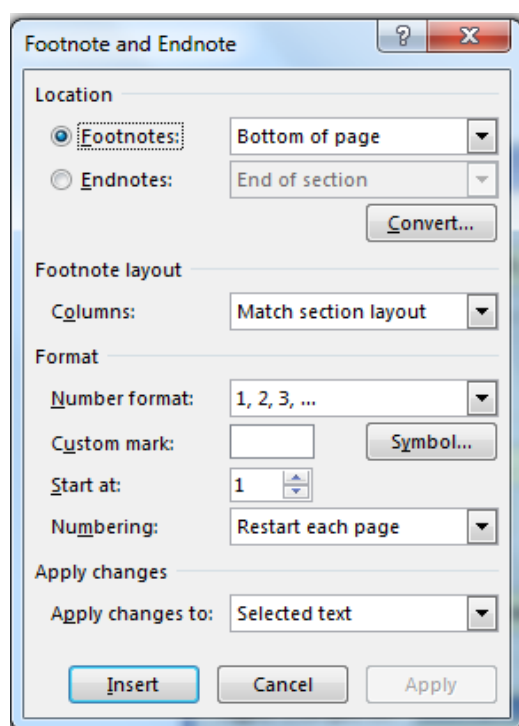 Footnote and Endnote
Location
Footnotes: Bottom of page
Endnotes: End of section
Convert...
Footnote layout
Columns: Match section layout
Format
Number format: 1, 2, 3, ...
Custom mark: Symbol...
Start at: 1
Numbering: Restart each page
Apply changes
Apply changes to: Selected text
Insert Cancel Apply